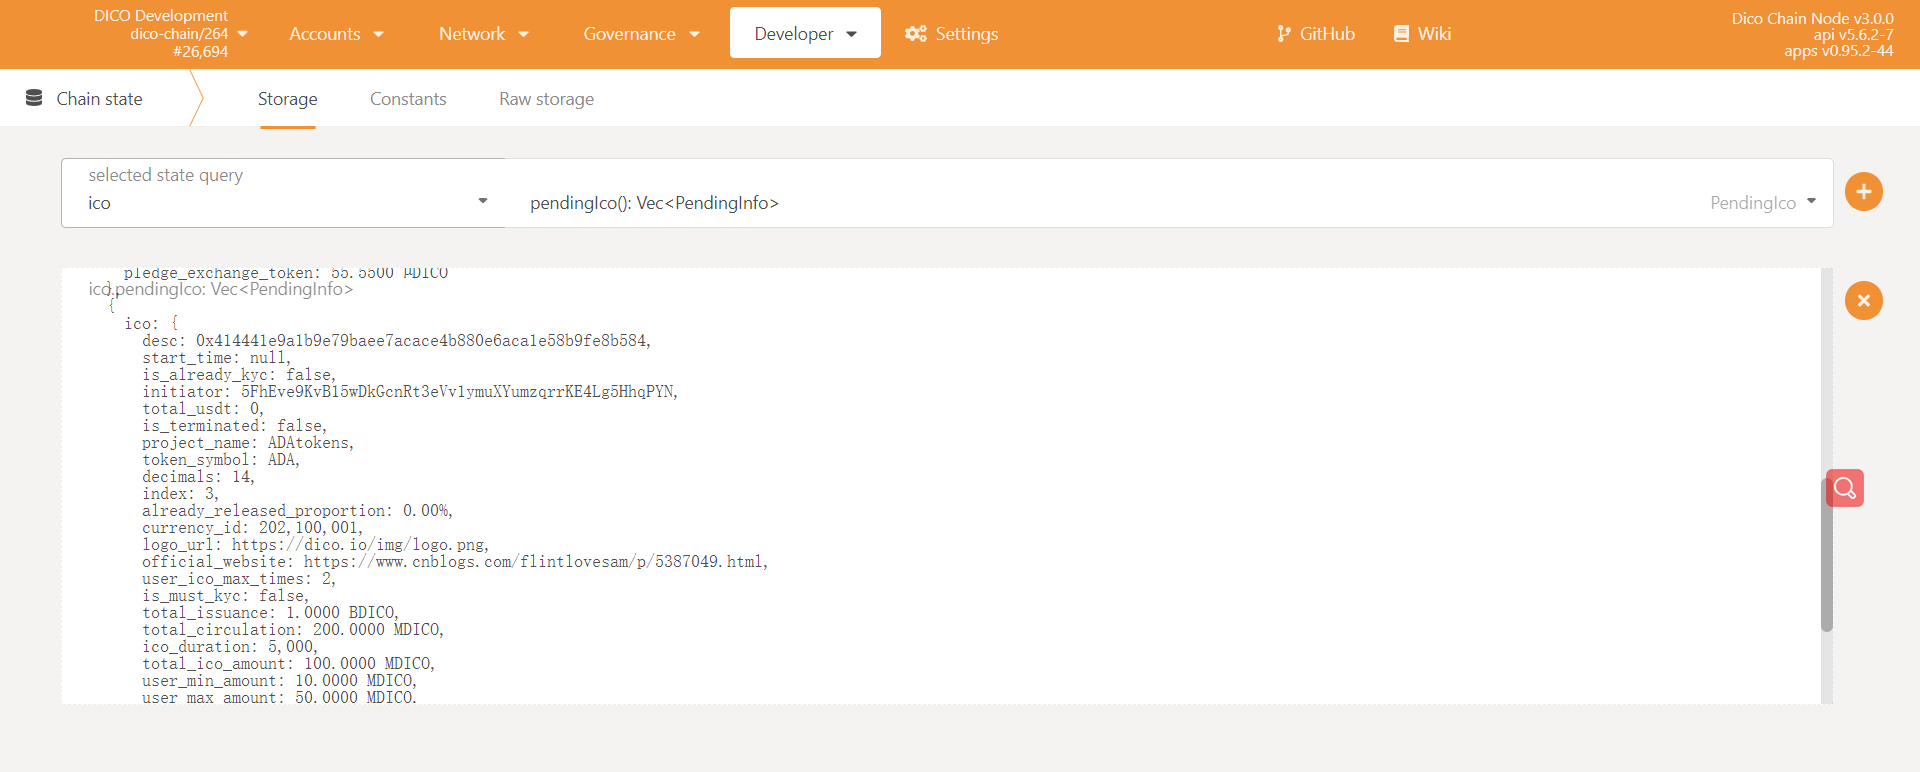 DICO Development
dico-chain/264
#26,694
Accounts
Network
Governance
Developer
Settings
GitHub
Wiki
Dico Chain Node v3.0.0
api v5.6.2-7
apps v0.95.2-44
Chain state
Storage
Constants
Raw storage
selected state query
ico
pendingIco(): Vec<PendingInfo>
PendingIco
pledge_exchange_token: 55.5500 µDICO
},
ico.pendingIco: Vec<PendingInfo>
{
ico: {
desc: 0x414441e9a1b9e79baee7acace4b880e6aca1e58b9fe8b584,
start_time: null,
is_already_kyc: false,
initiator: 5FhEve9KvB15wDkGcnRt3eVv1ymuXYumzqrrKE4Lg5HhqPYN,
total_usdt: 0,
is_terminated: false,
project_name: ADAtokens,
token_symbol: ADA,
decimals: 14,
index: 3,
already_released_proportion: 0.00%,
currency_id: 202,100,001,
logo_url: https://dico.io/img/logo.png,
official_website: https://www.cnblogs.com/flintlovesam/p/5387049.html,
user_ico_max_times: 2,
is_must_kyc: false,
total_issuance: 1.0000 BDICO,
total_circulation: 200.0000 MDICO,
ico_duration: 5,000,
total_ico_amount: 100.0000 MDICO,
user_min_amount: 10.0000 MDICO,
user_max_amount: 50.0000 MDICO,